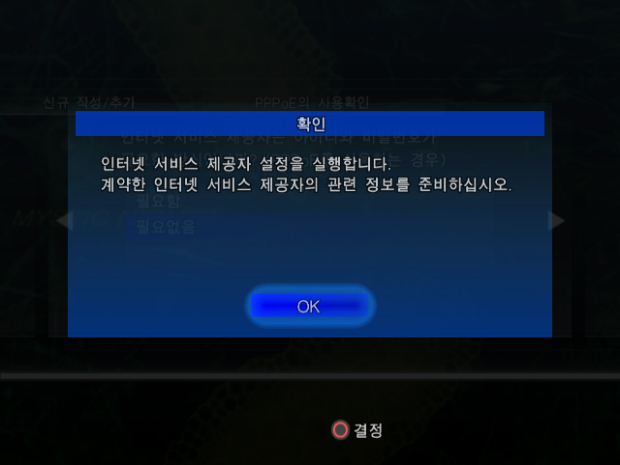 신규 작성/추가
PPPoE의 사용확인
확인
인터넷 서비스 제공자 설정을 실행합니다.
계약한 인터넷 서비스 제공자의 관련 정보를 준비하십시오.
필요함
필요없음
OK
결정